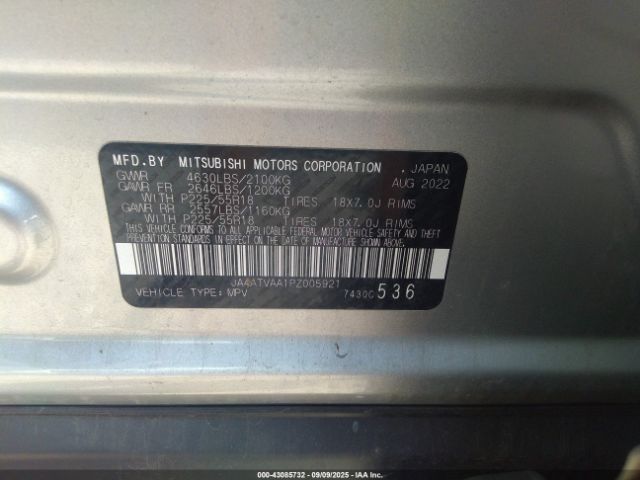 MFD.BY MITSUBISHI MOTORS CORPORATION , JAPAN
GVWR 4630LBS/2100KG AUG 2022
GAWR FR 2646LBS/1200KG
WITH P225/55R18 TIRES 18X7.0J RIMS
GAWR RR 2557LBS/1160KG
WITH P225/55R18 TIRES 18X7.0J RIMS
THIS VEHICLE CONFORMS TO ALL APPLICABLE FEDERAL MOTOR VEHICLE SAFETY AND THEFT
PREVENTION STANDARDS IN EFFECT ON THE DATE OF MANUFACTURE SHOWN ABOVE.
JA4ATVAA1PZ005921
VEHICLE TYPE: MPV 7430C 536
000-43085732 - 09/09/2025 - IAA Inc.